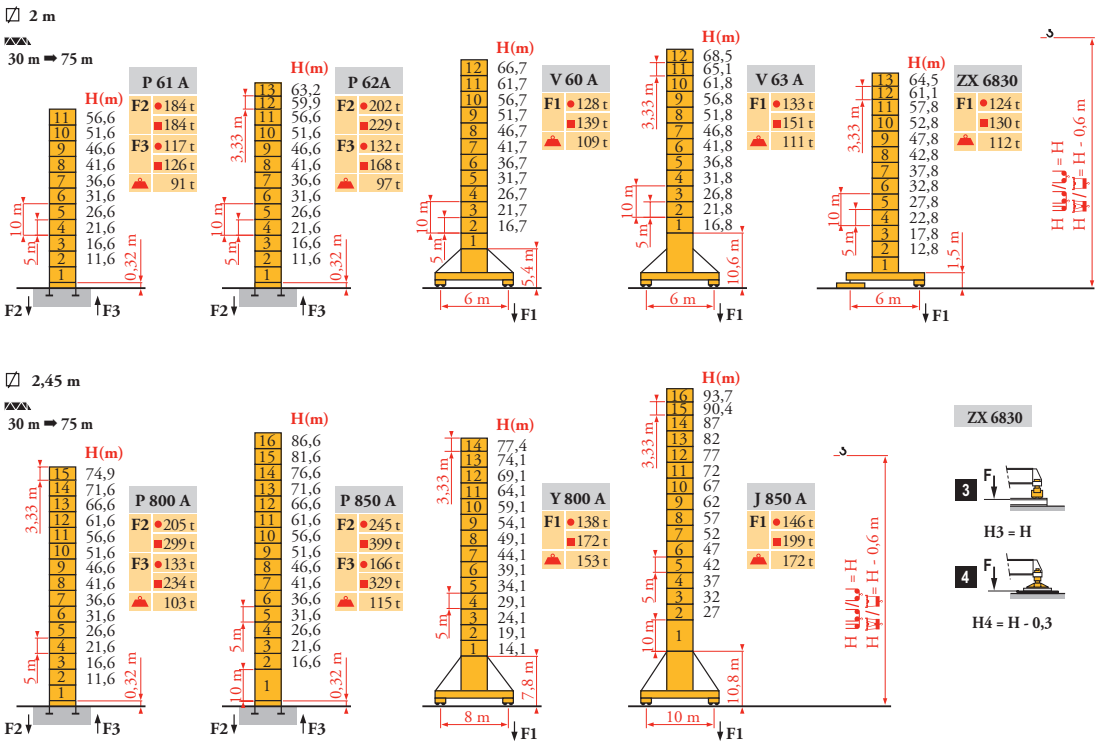 2 m
30 m ➡ 75 m
P 61 A
F2 ● 184 t
■ 184 t
F3 ● 117 t
■ 126 t
91 t
H(m)
11 56,6
10 51,6
9 46,6
8 41,6
7 36,6
6 31,6
5 26,6
4 21,6
3 16,6
2 11,6
1
10 m
5 m
0,32 m
F2 F3
P 62A
F2 ● 202 t
■ 229 t
F3 ● 132 t
■ 168 t
97 t
H(m)
13 63,2
12 59,9
11 56,6
10 51,6
9 46,6
8 41,6
7 36,6
6 31,6
5 26,6
4 21,6
3 16,6
2 11,6
1
3,33 m
10 m
5 m
0,32 m
F2 F3
V 60 A
F1 ● 128 t
■ 139 t
109 t
H(m)
12 66,7
11 61,7
10 56,7
9 51,7
8 46,7
7 41,7
6 36,7
5 31,7
4 26,7
3 21,7
2 16,7
1
10 m
5 m
5,4 m
6 m
F1
V 63 A
F1 ● 133 t
■ 151 t
111 t
H(m)
12 68,5
11 65,1
10 61,8
9 56,8
8 51,8
7 46,8
6 41,8
5 36,8
4 31,8
3 26,8
2 21,8
1 16,8
3,33 m
10 m
5 m
10,6 m
6 m
F1
ZX 6830
F1 ● 124 t
■ 130 t
112 t
H(m)
13 64,5
12 61,1
11 57,8
10 52,8
9 47,8
8 42,8
7 37,8
6 32,8
5 27,8
4 22,8
3 17,8
2 12,8
1
3,33 m
10 m
5 m
1,5 m
6 m
F1
H / = H
H / = H - 0,6 m
2,45 m
30 m ➡ 75 m
P 800 A
F2 ● 205 t
■ 299 t
F3 ● 133 t
■ 234 t
103 t
H(m)
15 74,9
14 71,6
13 66,6
12 61,6
11 56,6
10 51,6
9 46,6
8 41,6
7 36,6
6 31,6
5 26,6
4 21,6
3 16,6
2 11,6
1
3,33 m
5 m
0,32 m
F2 F3
P 850 A
F2 ● 245 t
■ 399 t
F3 ● 166 t
■ 329 t
115 t
H(m)
16 86,6
15 81,6
14 76,6
13 71,6
12 66,6
11 61,6
10 56,6
9 51,6
8 46,6
7 41,6
6 36,6
5 31,6
4 26,6
3 21,6
2 16,6
1
5 m
10 m
0,32 m
F2 F3
Y 800 A
F1 ● 138 t
■ 172 t
153 t
H(m)
14 77,4
13 74,1
12 69,1
11 64,1
10 59,1
9 54,1
8 49,1
7 44,1
6 39,1
5 34,1
4 29,1
3 24,1
2 19,1
1 14,1
3,33 m
5 m
7,8 m
8 m
F1
J 850 A
F1 ● 146 t
■ 199 t
172 t
H(m)
16 93,7
15 90,4
14 87
13 82
12 77
11 72
10 67
9 62
8 57
7 52
6 47
5 42
4 37
3 32
2 27
1
3,33 m
5 m
10 m
10,8 m
10 m
F1
H / = H
H / = H - 0,6 m
ZX 6830
3 F
H3 = H
4 F
H4 = H - 0,3